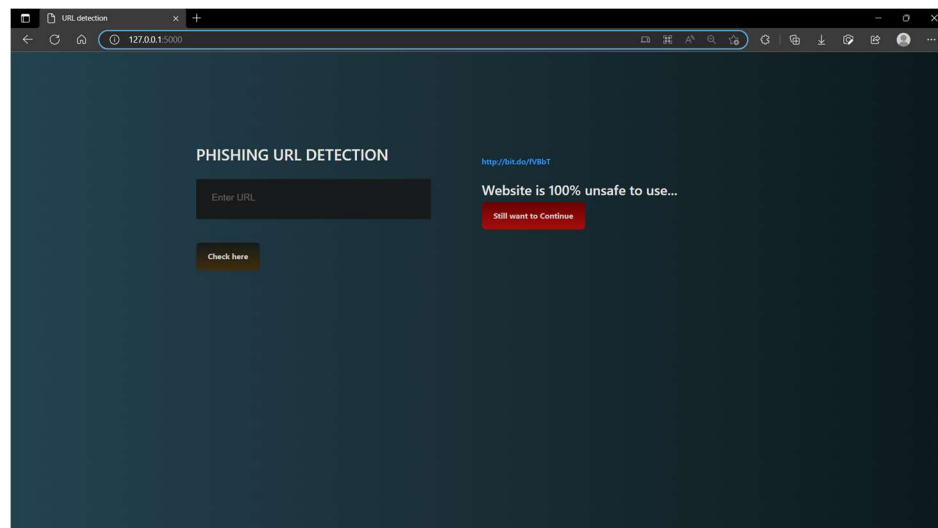 URL detection
127.0.0.1:5000
PHISHING URL DETECTION
Enter URL
Check here
http://bit.do/fVBbT
Website is 100% unsafe to use...
Still want to Continue